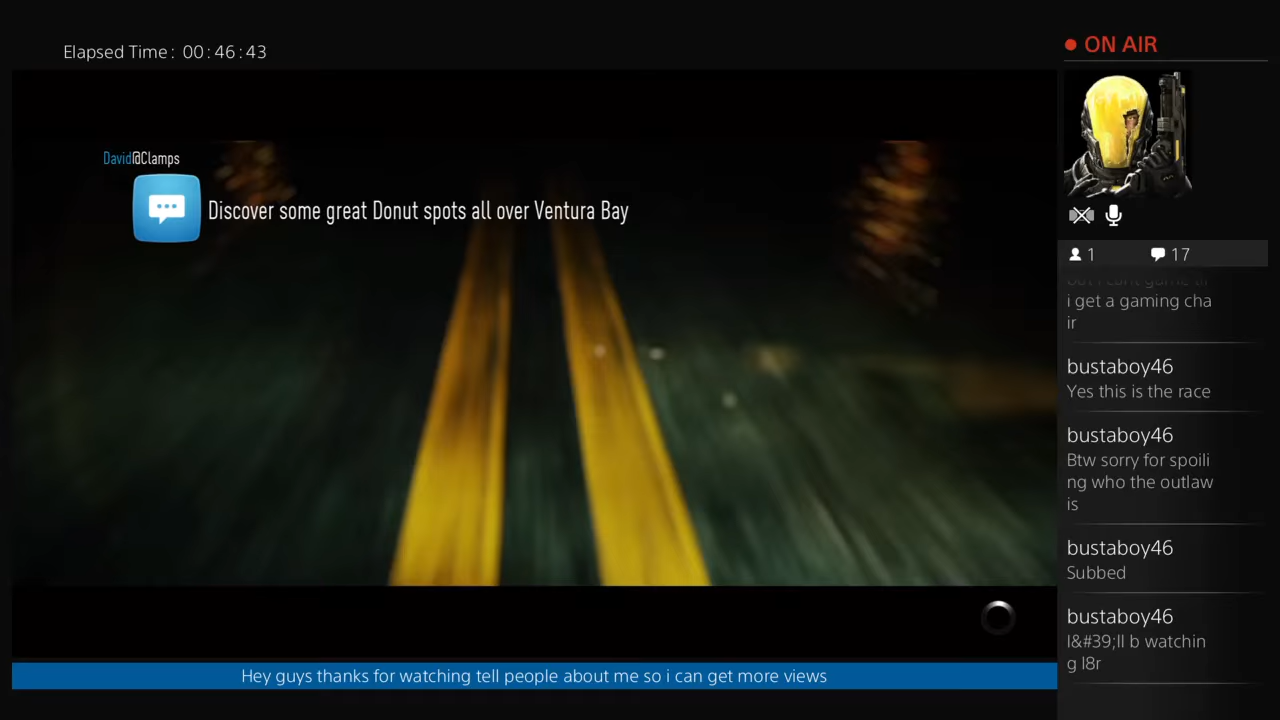 Elapsed Time: 00:46:43
ON AIR
David@Clamps
Discover some great Donut spots all over Ventura Bay
1
17
i get a gaming cha
ir
bustaboy46
Yes this is the race
bustaboy46
Btw sorry for spoili
ng who the outlaw
is
bustaboy46
Subbed
bustaboy46
I&#39;ll b watchin
g l8r
Hey guys thanks for watching tell people about me so i can get more views